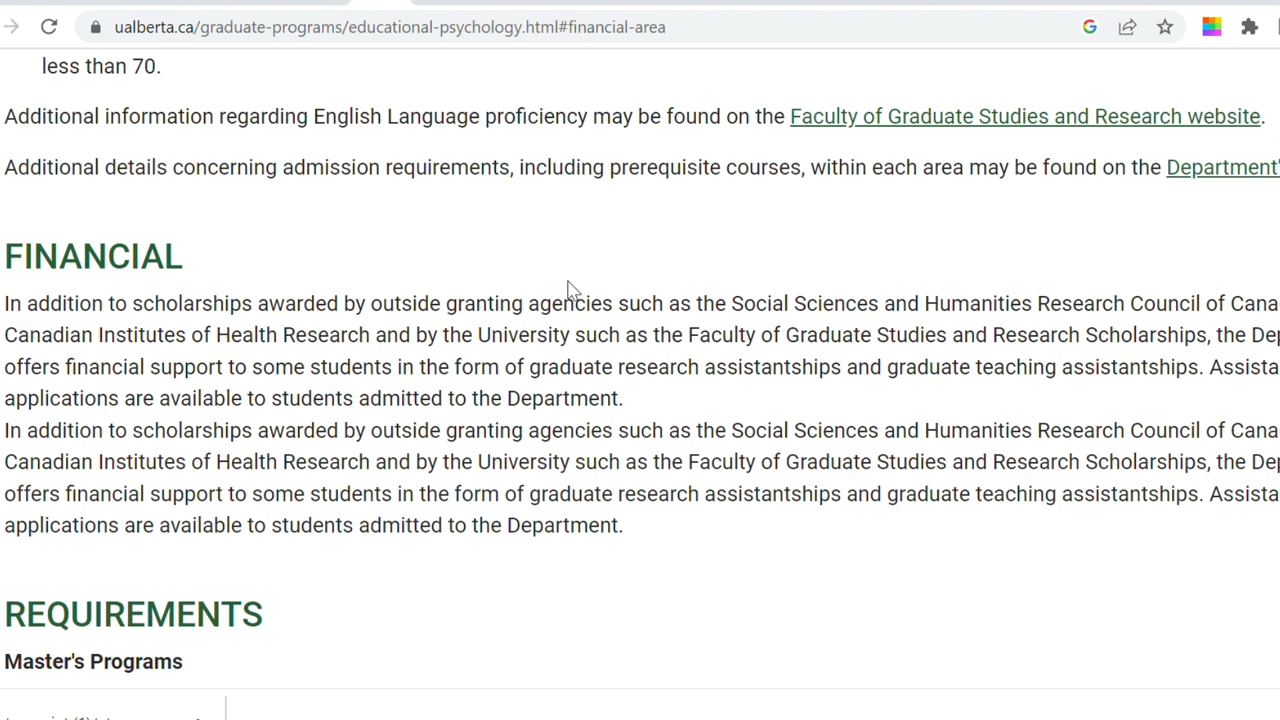 ualberta.ca/graduate-programs/educational-psychology.html#financial-area
less than 70.
Additional information regarding English Language proficiency may be found on the Faculty of Graduate Studies and Research website.
Additional details concerning admission requirements, including prerequisite courses, within each area may be found on the Department'
FINANCIAL
In addition to scholarships awarded by outside granting agencies such as the Social Sciences and Humanities Research Council of Cana
Canadian Institutes of Health Research and by the University such as the Faculty of Graduate Studies and Research Scholarships, the Dep
offers financial support to some students in the form of graduate research assistantships and graduate teaching assistantships. Assista
applications are available to students admitted to the Department.
In addition to scholarships awarded by outside granting agencies such as the Social Sciences and Humanities Research Council of Cana
Canadian Institutes of Health Research and by the University such as the Faculty of Graduate Studies and Research Scholarships, the Dep
offers financial support to some students in the form of graduate research assistantships and graduate teaching assistantships. Assista
applications are available to students admitted to the Department.
REQUIREMENTS
Master's Programs